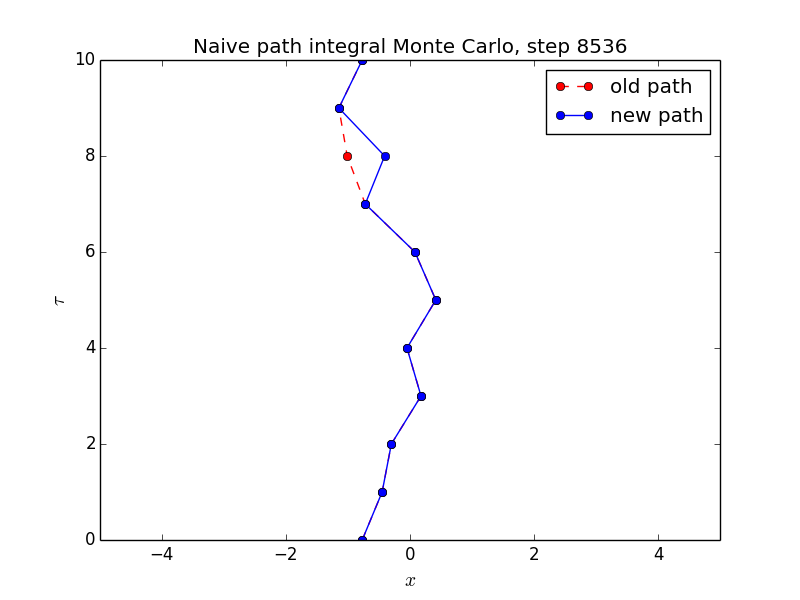 Naive path integral Monte Carlo, step 8536
10
old path
new path
8
6
τ
4
2
0
−4 −2 0 2 4
x